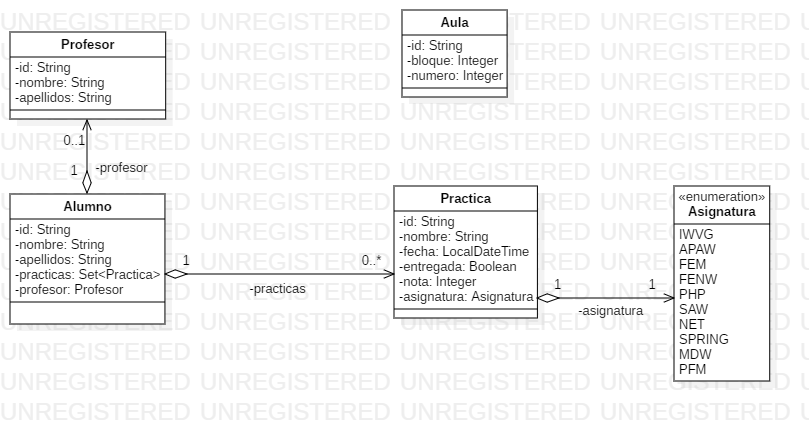 Profesor
-id: String
-nombre: String
-apellidos: String
Aula
-id: String
-bloque: Integer
-numero: Integer
0..1
1
-profesor
Alumno
-id: String
-nombre: String
-apellidos: String
-practicas: Set<Practica>
-profesor: Profesor
1
0..*
-practicas
Practica
-id: String
-nombre: String
-fecha: LocalDateTime
-entregada: Boolean
-nota: Integer
-asignatura: Asignatura
1
1
-asignatura
«enumeration»
Asignatura
IWVG
APAW
FEM
FENW
PHP
SAW
NET
SPRING
MDW
PFM
UNREGISTERED UNREGISTERED UNREGISTERED UNREGISTERED